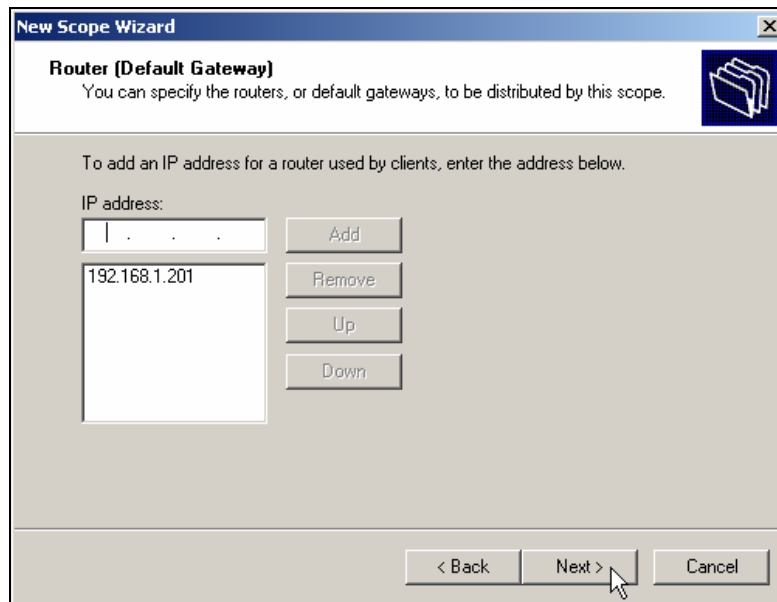 New Scope Wizard
Router (Default Gateway)
You can specify the routers, or default gateways, to be distributed by this scope.
To add an IP address for a router used by clients, enter the address below.
IP address:
. . .
Add
192.168.1.201
Remove
Up
Down
< Back
Next >
Cancel